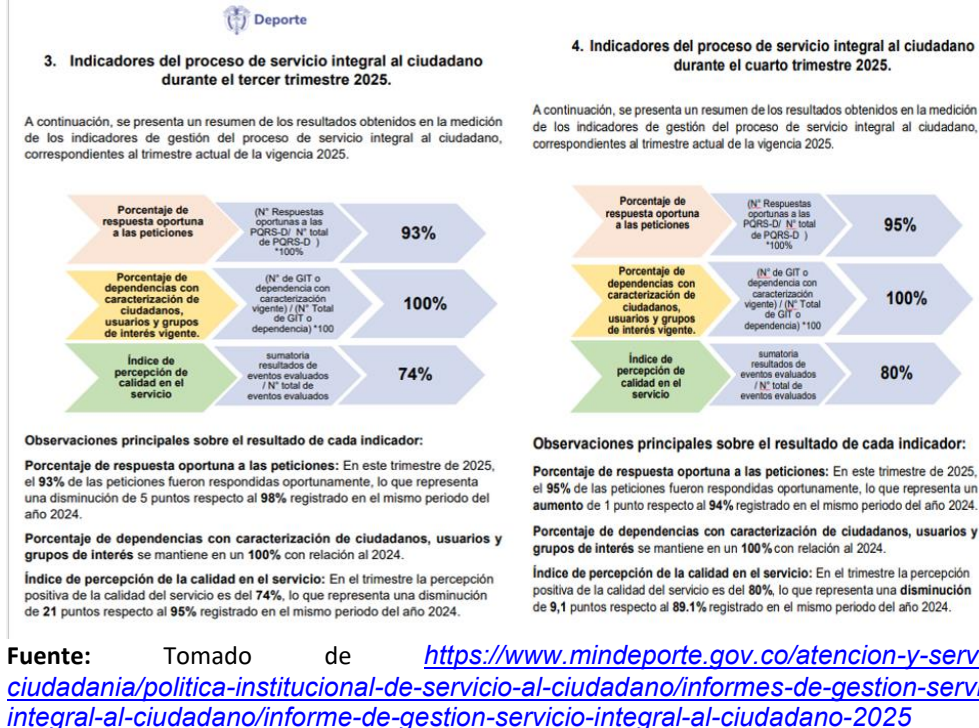 Deporte
3. Indicadores del proceso de servicio integral al ciudadano
durante el tercer trimestre 2025.
A continuación, se presenta un resumen de los resultados obtenidos en la medición
de los indicadores de gestión del proceso de servicio integral al ciudadano,
correspondientes al trimestre actual de la vigencia 2025.
Porcentaje de
respuesta oportuna
a las peticiones
(N° Respuestas
oportunas a las
PQRS-D/ N° total
de PQRS-D )
*100%
93%
Porcentaje de
dependencias con
caracterización de
ciudadanos,
usuarios y grupos
de interés vigente.
(N° de GIT o
dependencia con
caracterización
vigente) / (N° Total
de GIT o
dependencia) *100
100%
Índice de
percepción de
calidad en el
servicio
sumatoria
resultados de
eventos evaluados
/ N° total de
eventos evaluados
74%
Observaciones principales sobre el resultado de cada indicador:
Porcentaje de respuesta oportuna a las peticiones: En este trimestre de 2025,
el 93% de las peticiones fueron respondidas oportunamente, lo que representa
una disminución de 5 puntos respecto al 98% registrado en el mismo periodo del
año 2024.
Porcentaje de dependencias con caracterización de ciudadanos, usuarios y
grupos de interés se mantiene en un 100% con relación al 2024.
Índice de percepción de la calidad en el servicio: En el trimestre la percepción
positiva de la calidad del servicio es del 74%, lo que representa una disminución
de 21 puntos respecto al 95% registrado en el mismo periodo del año 2024.
4. Indicadores del proceso de servicio integral al ciudadano
durante el cuarto trimestre 2025.
A continuación, se presenta un resumen de los resultados obtenidos en la medición
de los indicadores de gestión del proceso de servicio integral al ciudadano,
correspondientes al trimestre actual de la vigencia 2025.
Porcentaje de
respuesta oportuna
a las peticiones
(N° Respuestas
oportunas a las
PQRS-D/ N° total
de PQRS-D )
*100%
95%
Porcentaje de
dependencias con
caracterización de
ciudadanos,
usuarios y grupos
de interés vigente.
(N° de GIT o
dependencia con
caracterización
vigente) / (N° Total
de GIT o
dependencia) *100
100%
Índice de
percepción de
calidad en el
servicio
sumatoria
resultados de
eventos evaluados
/ N° total de
eventos evaluados
80%
Observaciones principales sobre el resultado de cada indicador:
Porcentaje de respuesta oportuna a las peticiones: En este trimestre de 2025,
el 95% de las peticiones fueron respondidas oportunamente, lo que representa un
aumento de 1 punto respecto al 94% registrado en el mismo periodo del año 2024.
Porcentaje de dependencias con caracterización de ciudadanos, usuarios y
grupos de interés se mantiene en un 100% con relación al 2024.
Índice de percepción de la calidad en el servicio: En el trimestre la percepción
positiva de la calidad del servicio es del 80%, lo que representa una disminución
de 9,1 puntos respecto al 89.1% registrado en el mismo periodo del año 2024.
Fuente: Tomado de https://www.mindeporte.gov.co/atencion-y-serv
ciudadania/politica-institucional-de-servicio-al-ciudadano/informes-de-gestion-serv
integral-al-ciudadano/informe-de-gestion-servicio-integral-al-ciudadano-2025